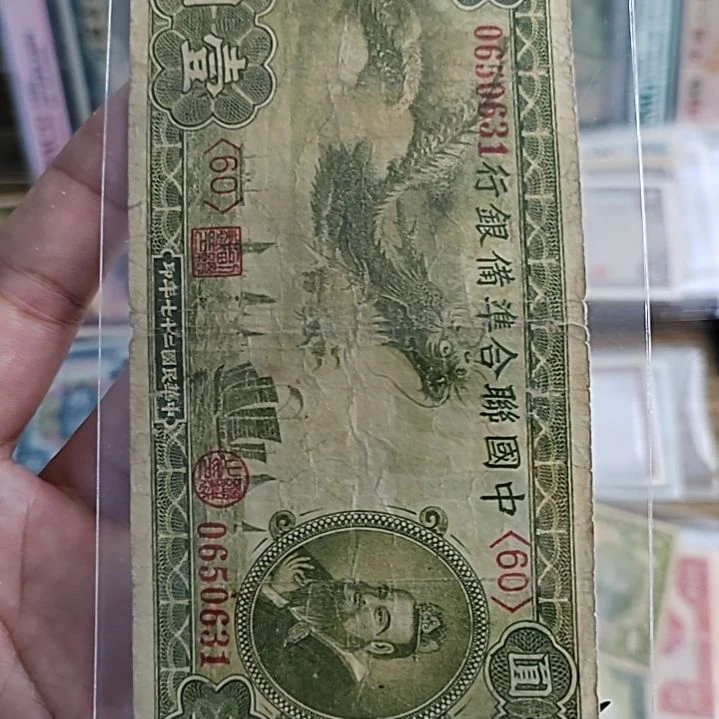 中國聯合準備銀行
0650631
<60>
圓
壹
<60>
0650631
中華民國二十七年印